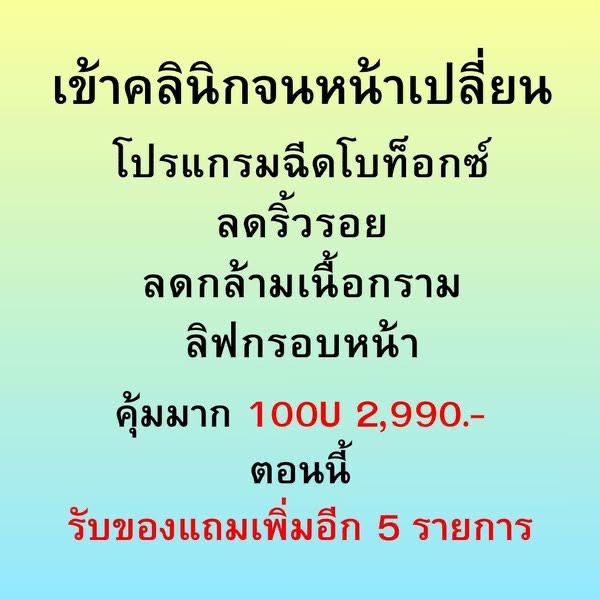 เข้าคลินิกจนหน้าเปลี่ยน
โปรแกรมฉีดโบท็อกซ์
ลดริ้วรอย
ลดกล้ามเนื้อกราม
ลิฟกรอบหน้า
คุ้มมาก 100U 2,990.-
ตอนนี้
รับของแถมเพิ่มอีก 5 รายการ